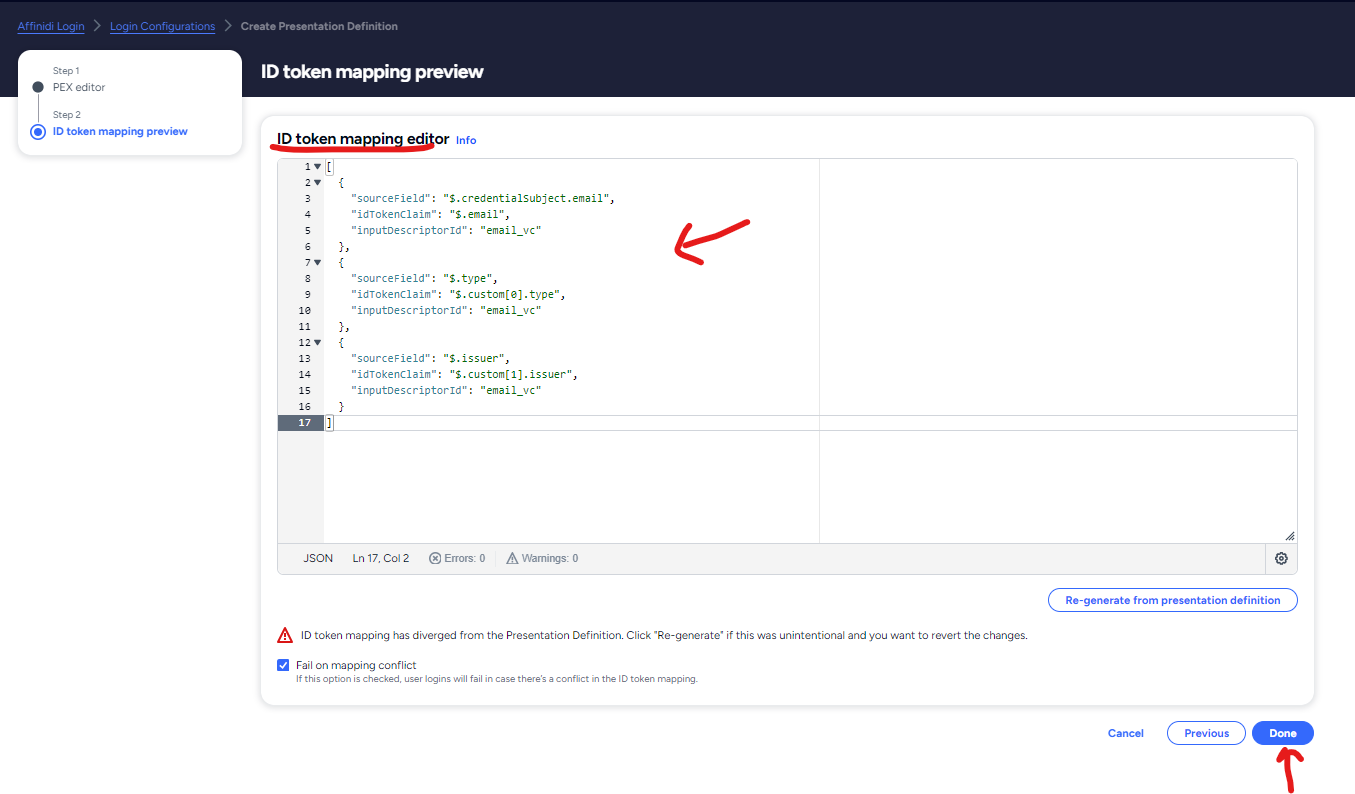 Affinidi Login > Login Configurations > Create Presentation Definition
Step 1
PEX editor
Step 2
ID token mapping preview
ID token mapping preview
ID token mapping editor Info
1 [
2 {
3 "sourceField": "$.credentialSubject.email",
4 "idTokenClaim": "$.email",
5 "inputDescriptorId": "email_vc"
6 },
7 {
8 "sourceField": "$.type",
9 "idTokenClaim": "$.custom[0].type",
10 "inputDescriptorId": "email_vc"
11 },
12 {
13 "sourceField": "$.issuer",
14 "idTokenClaim": "$.custom[1].issuer",
15 "inputDescriptorId": "email_vc"
16 }
17 ]
JSON Ln 17, Col 2 Errors: 0 Warnings: 0
Re-generate from presentation definition
ID token mapping has diverged from the Presentation Definition. Click "Re-generate" if this was unintentional and you want to revert the changes.
Fail on mapping conflict
If this option is checked, user logins will fail in case there's a conflict in the ID token mapping.
Cancel Previous Done